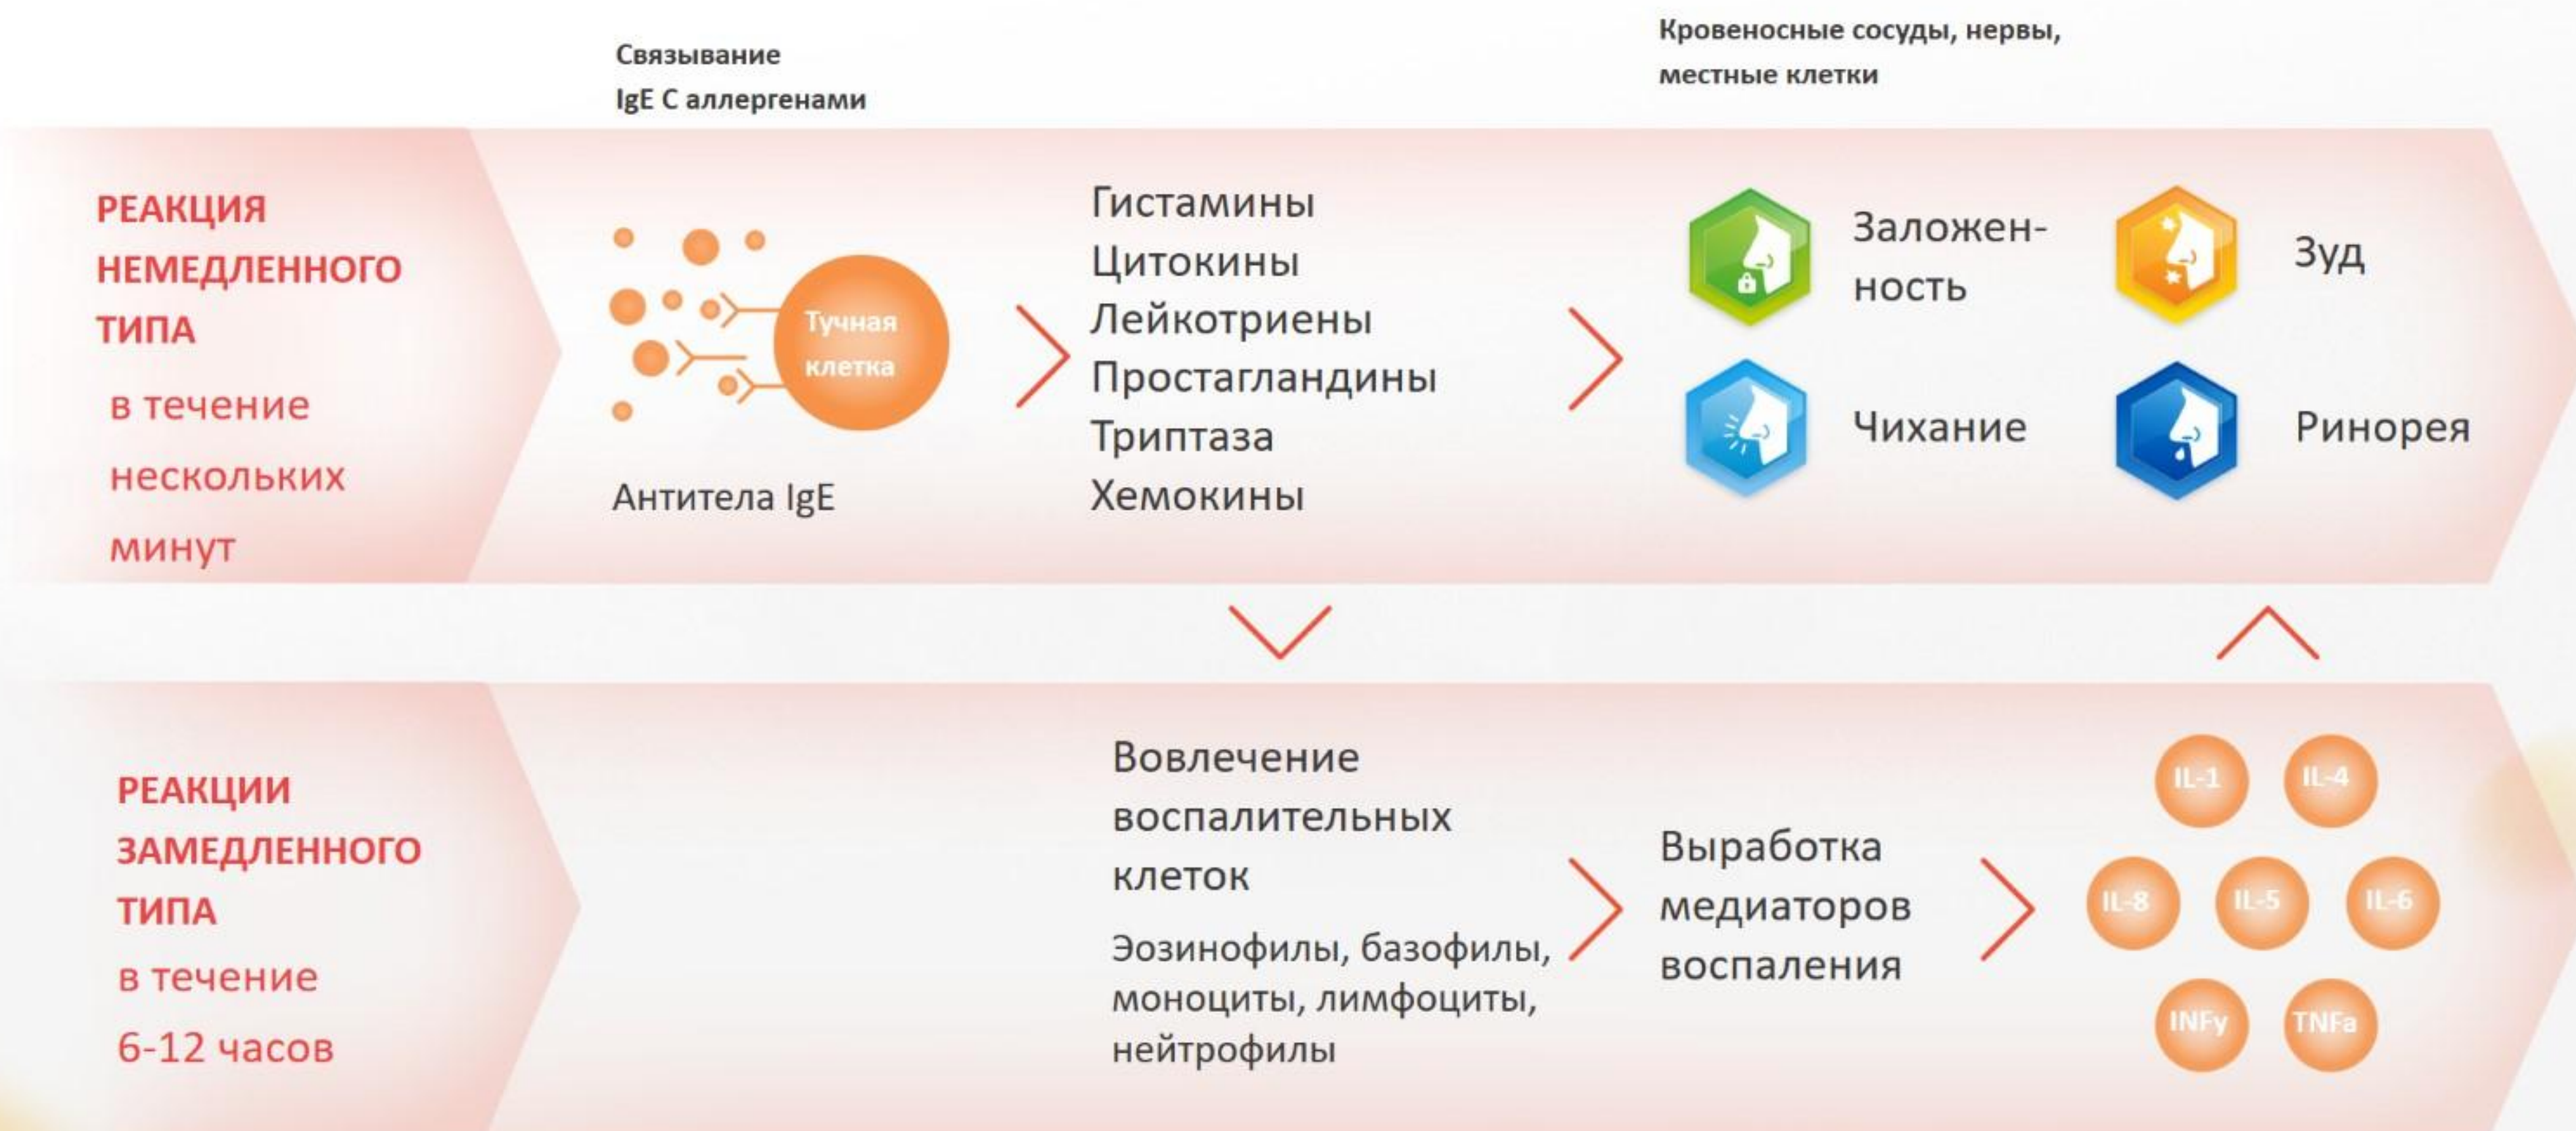 Связывание
IgE С аллергенами
Кровеносные сосуды, нервы,
местные клетки
РЕАКЦИЯ
НЕМЕДЛЕННОГО
ТИПА
в течение
нескольких
минут
Тучная
клетка
Антитела IgE
Гистамины
Цитокины
Лейкотриены
Простагландины
Триптаза
Хемокины
Заложен-
ность
Зуд
Чихание
Ринорея
РЕАКЦИИ
ЗАМЕДЛЕННОГО
ТИПА
в течение
6-12 часов
Вовлечение
воспалительных
клеток
Эозинофилы, базофилы,
моноциты, лимфоциты,
нейтрофилы
Выработка
медиаторов
воспаления
IL-1 IL-4
IL-8 IL-5 IL-6
INFy TNFa